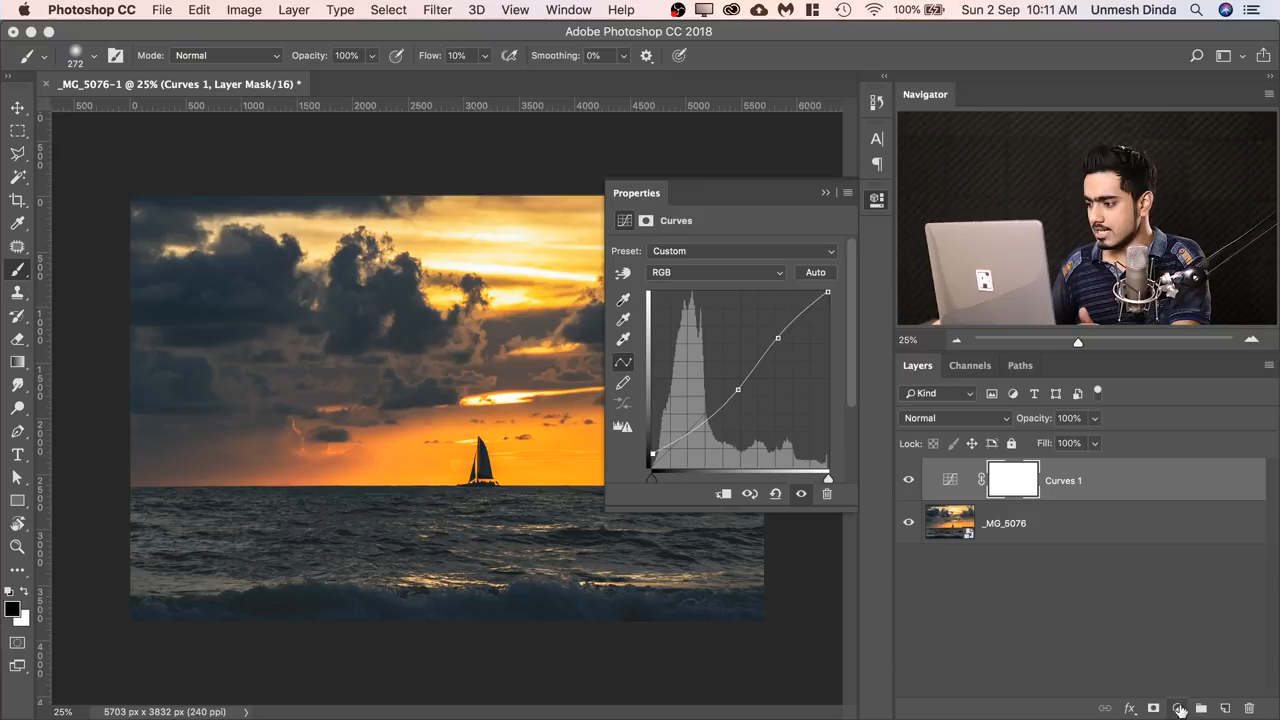 Photoshop CC File Edit Image Layer Type Select Filter 3D View Window Help 100% Sun 2 Sep 10:11 AM Unmesh Dinda
Adobe Photoshop CC 2018
272 Mode: Normal Opacity: 100% Flow: 10% Smoothing: 0%
_MG_5076-1 @ 25% (Curves 1, Layer Mask/16) *
Navigator
500 0 500 1000 1500 2000 2500 3000 3500 4000 4500 5000 5500 6000
Properties
Curves
Preset: Custom
RGB Auto
25%
Layers Channels Paths
Kind
Normal Opacity: 100%
Lock: Fill: 100%
Curves 1
_MG_5076
25% 5703 px x 3832 px (240 ppi)